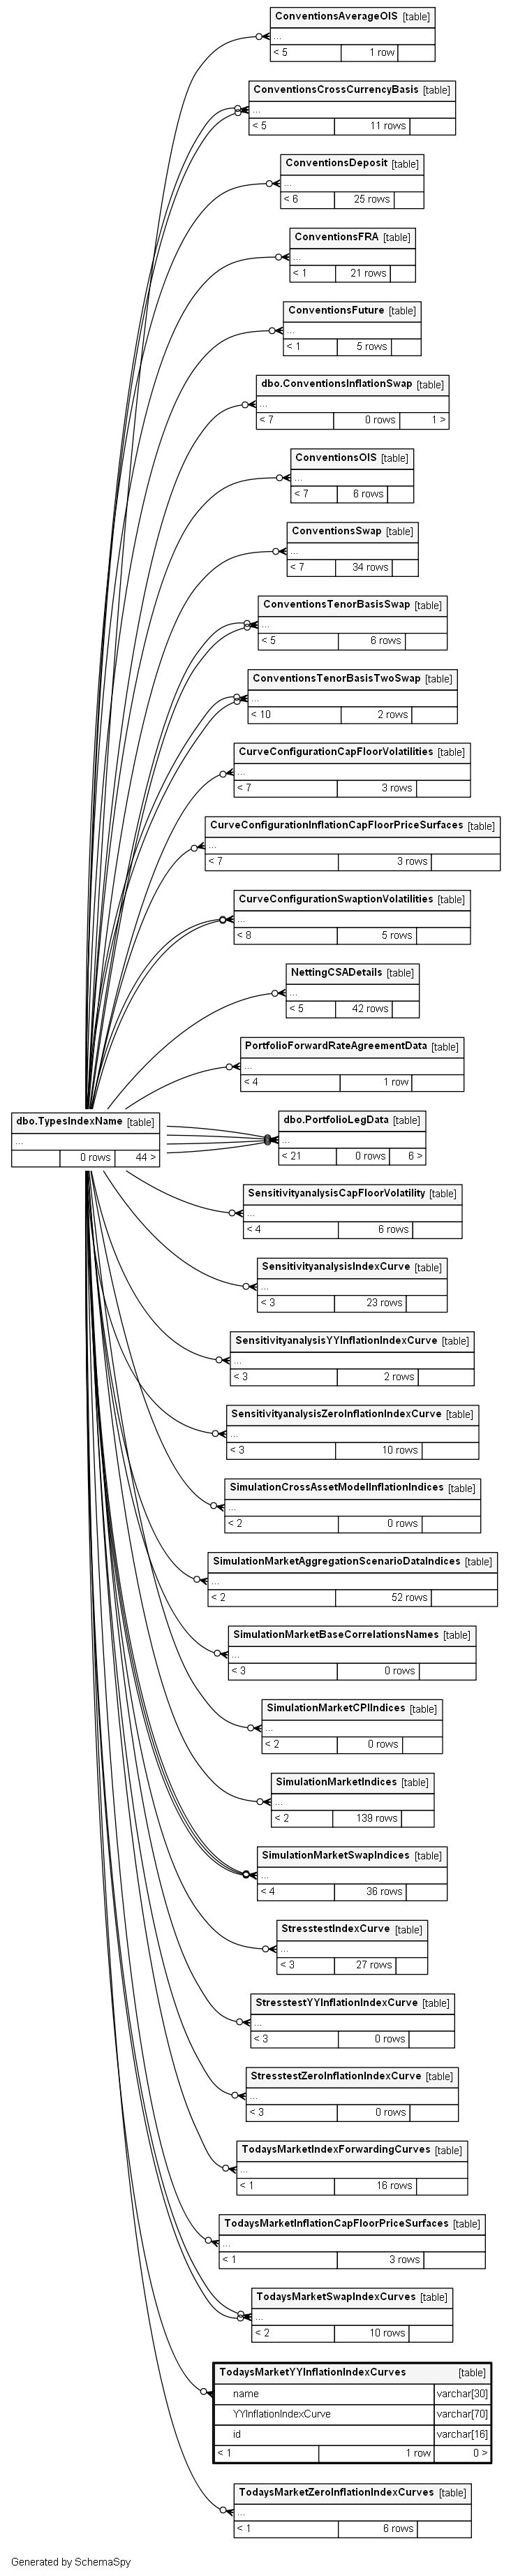 ConventionsAverageOIS [table]
...
< 5 1 row
ConventionsCrossCurrencyBasis [table]
...
< 5 11 rows
ConventionsDeposit [table]
...
< 6 25 rows
ConventionsFRA [table]
...
< 1 21 rows
ConventionsFuture [table]
...
< 1 5 rows
dbo.ConventionsInflationSwap [table]
...
< 7 0 rows 1 >
ConventionsOIS [table]
...
< 7 6 rows
ConventionsSwap [table]
...
< 7 34 rows
ConventionsTenorBasisSwap [table]
...
< 5 6 rows
ConventionsTenorBasisTwoSwap [table]
...
< 10 2 rows
CurveConfigurationCapFloorVolatilities [table]
...
< 7 3 rows
CurveConfigurationInflationCapFloorPriceSurfaces [table]
...
< 7 3 rows
CurveConfigurationSwaptionVolatilities [table]
...
< 8 5 rows
NettingCSADetails [table]
...
< 5 42 rows
PortfolioForwardRateAgreementData [table]
...
< 4 1 row
dbo.TypesIndexName [table]
...
0 rows 44 >
dbo.PortfolioLegData [table]
...
< 21 0 rows 6 >
SensitivityanalysisCapFloorVolatility [table]
...
< 4 6 rows
SensitivityanalysisIndexCurve [table]
...
< 3 23 rows
SensitivityanalysisYYInflationIndexCurve [table]
...
< 3 2 rows
SensitivityanalysisZeroInflationIndexCurve [table]
...
< 3 10 rows
SimulationCrossAssetModelInflationIndices [table]
...
< 2 0 rows
SimulationMarketAggregationScenarioDataIndices [table]
...
< 2 52 rows
SimulationMarketBaseCorrelationsNames [table]
...
< 3 0 rows
SimulationMarketCPIIndices [table]
...
< 2 0 rows
SimulationMarketIndices [table]
...
< 2 139 rows
SimulationMarketSwapIndices [table]
...
< 4 36 rows
StresstestIndexCurve [table]
...
< 3 27 rows
StresstestYYInflationIndexCurve [table]
...
< 3 0 rows
StresstestZeroInflationIndexCurve [table]
...
< 3 0 rows
TodaysMarketIndexForwardingCurves [table]
...
< 1 16 rows
TodaysMarketInflationCapFloorPriceSurfaces [table]
...
< 1 3 rows
TodaysMarketSwapIndexCurves [table]
...
< 2 10 rows
TodaysMarketYYInflationIndexCurves [table]
name varchar[30]
YYInflationIndexCurve varchar[70]
id varchar[16]
< 1 1 row 0 >
TodaysMarketZeroInflationIndexCurves [table]
...
< 1 6 rows
Generated by SchemaSpy